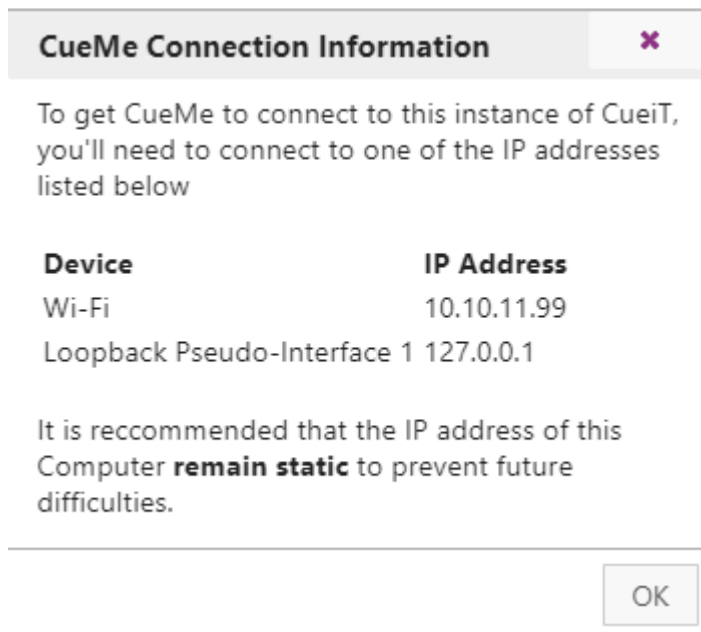 CueMe Connection Information
To get CueMe to connect to this instance of CueiT,
you'll need to connect to one of the IP addresses
listed below
Device IP Address
Wi-Fi 10.10.11.99
Loopback Pseudo-Interface 1 127.0.0.1
It is reccommended that the IP address of this
Computer remain static to prevent future
difficulties.
OK